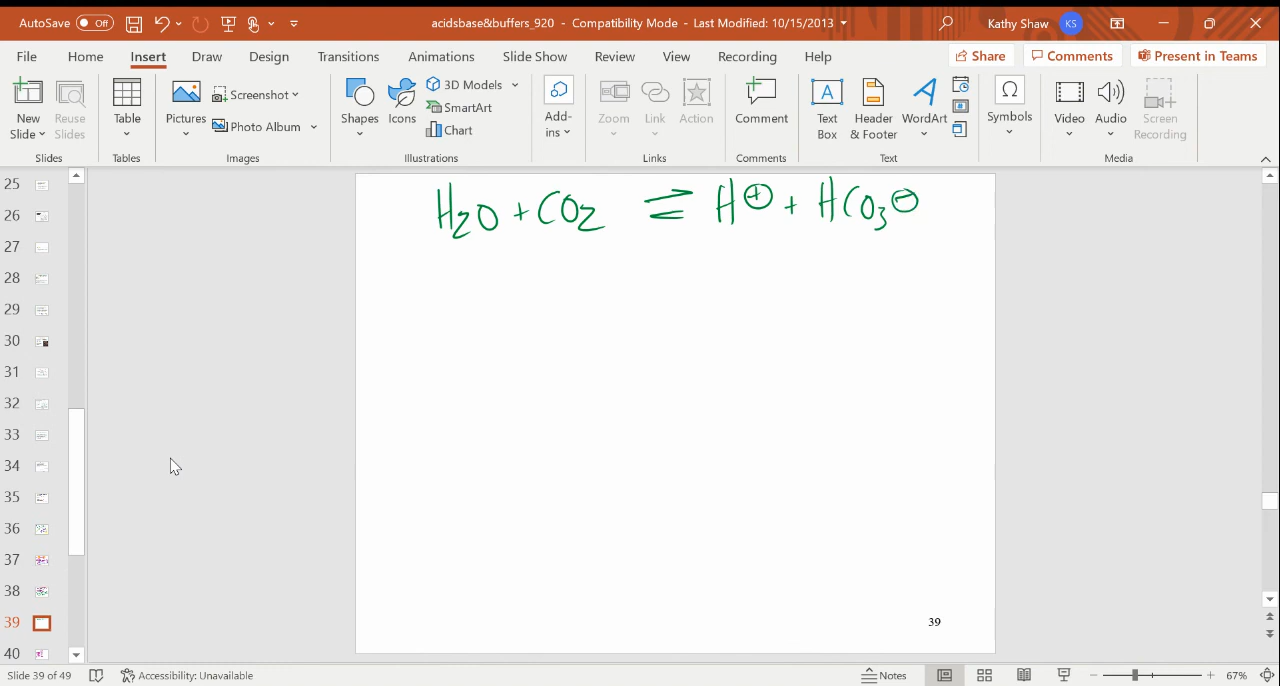 AutoSave Off acidsbase&buffers_920 - Compatibility Mode - Last Modified: 10/15/2013 Kathy Shaw KS
File Home Insert Draw Design Transitions Animations Slide Show Review View Recording Help Share Comments Present in Teams
New Slide Reuse Slides Slides
Table Tables
Pictures Screenshot Photo Album Images
Shapes Icons 3D Models SmartArt Chart Illustrations
Add-ins
Zoom Link Action Links
Comment Comments
Text Box Header & Footer WordArt Text
Ω Symbols
Video Audio Screen Recording Media
25
26
27
28
29
30
31
32
33
34
35
36
37
38
39
40
H₂O + CO₂ ⇌ H⊕ + HCO₃⊖
39
Slide 39 of 49 Accessibility: Unavailable Notes 67%